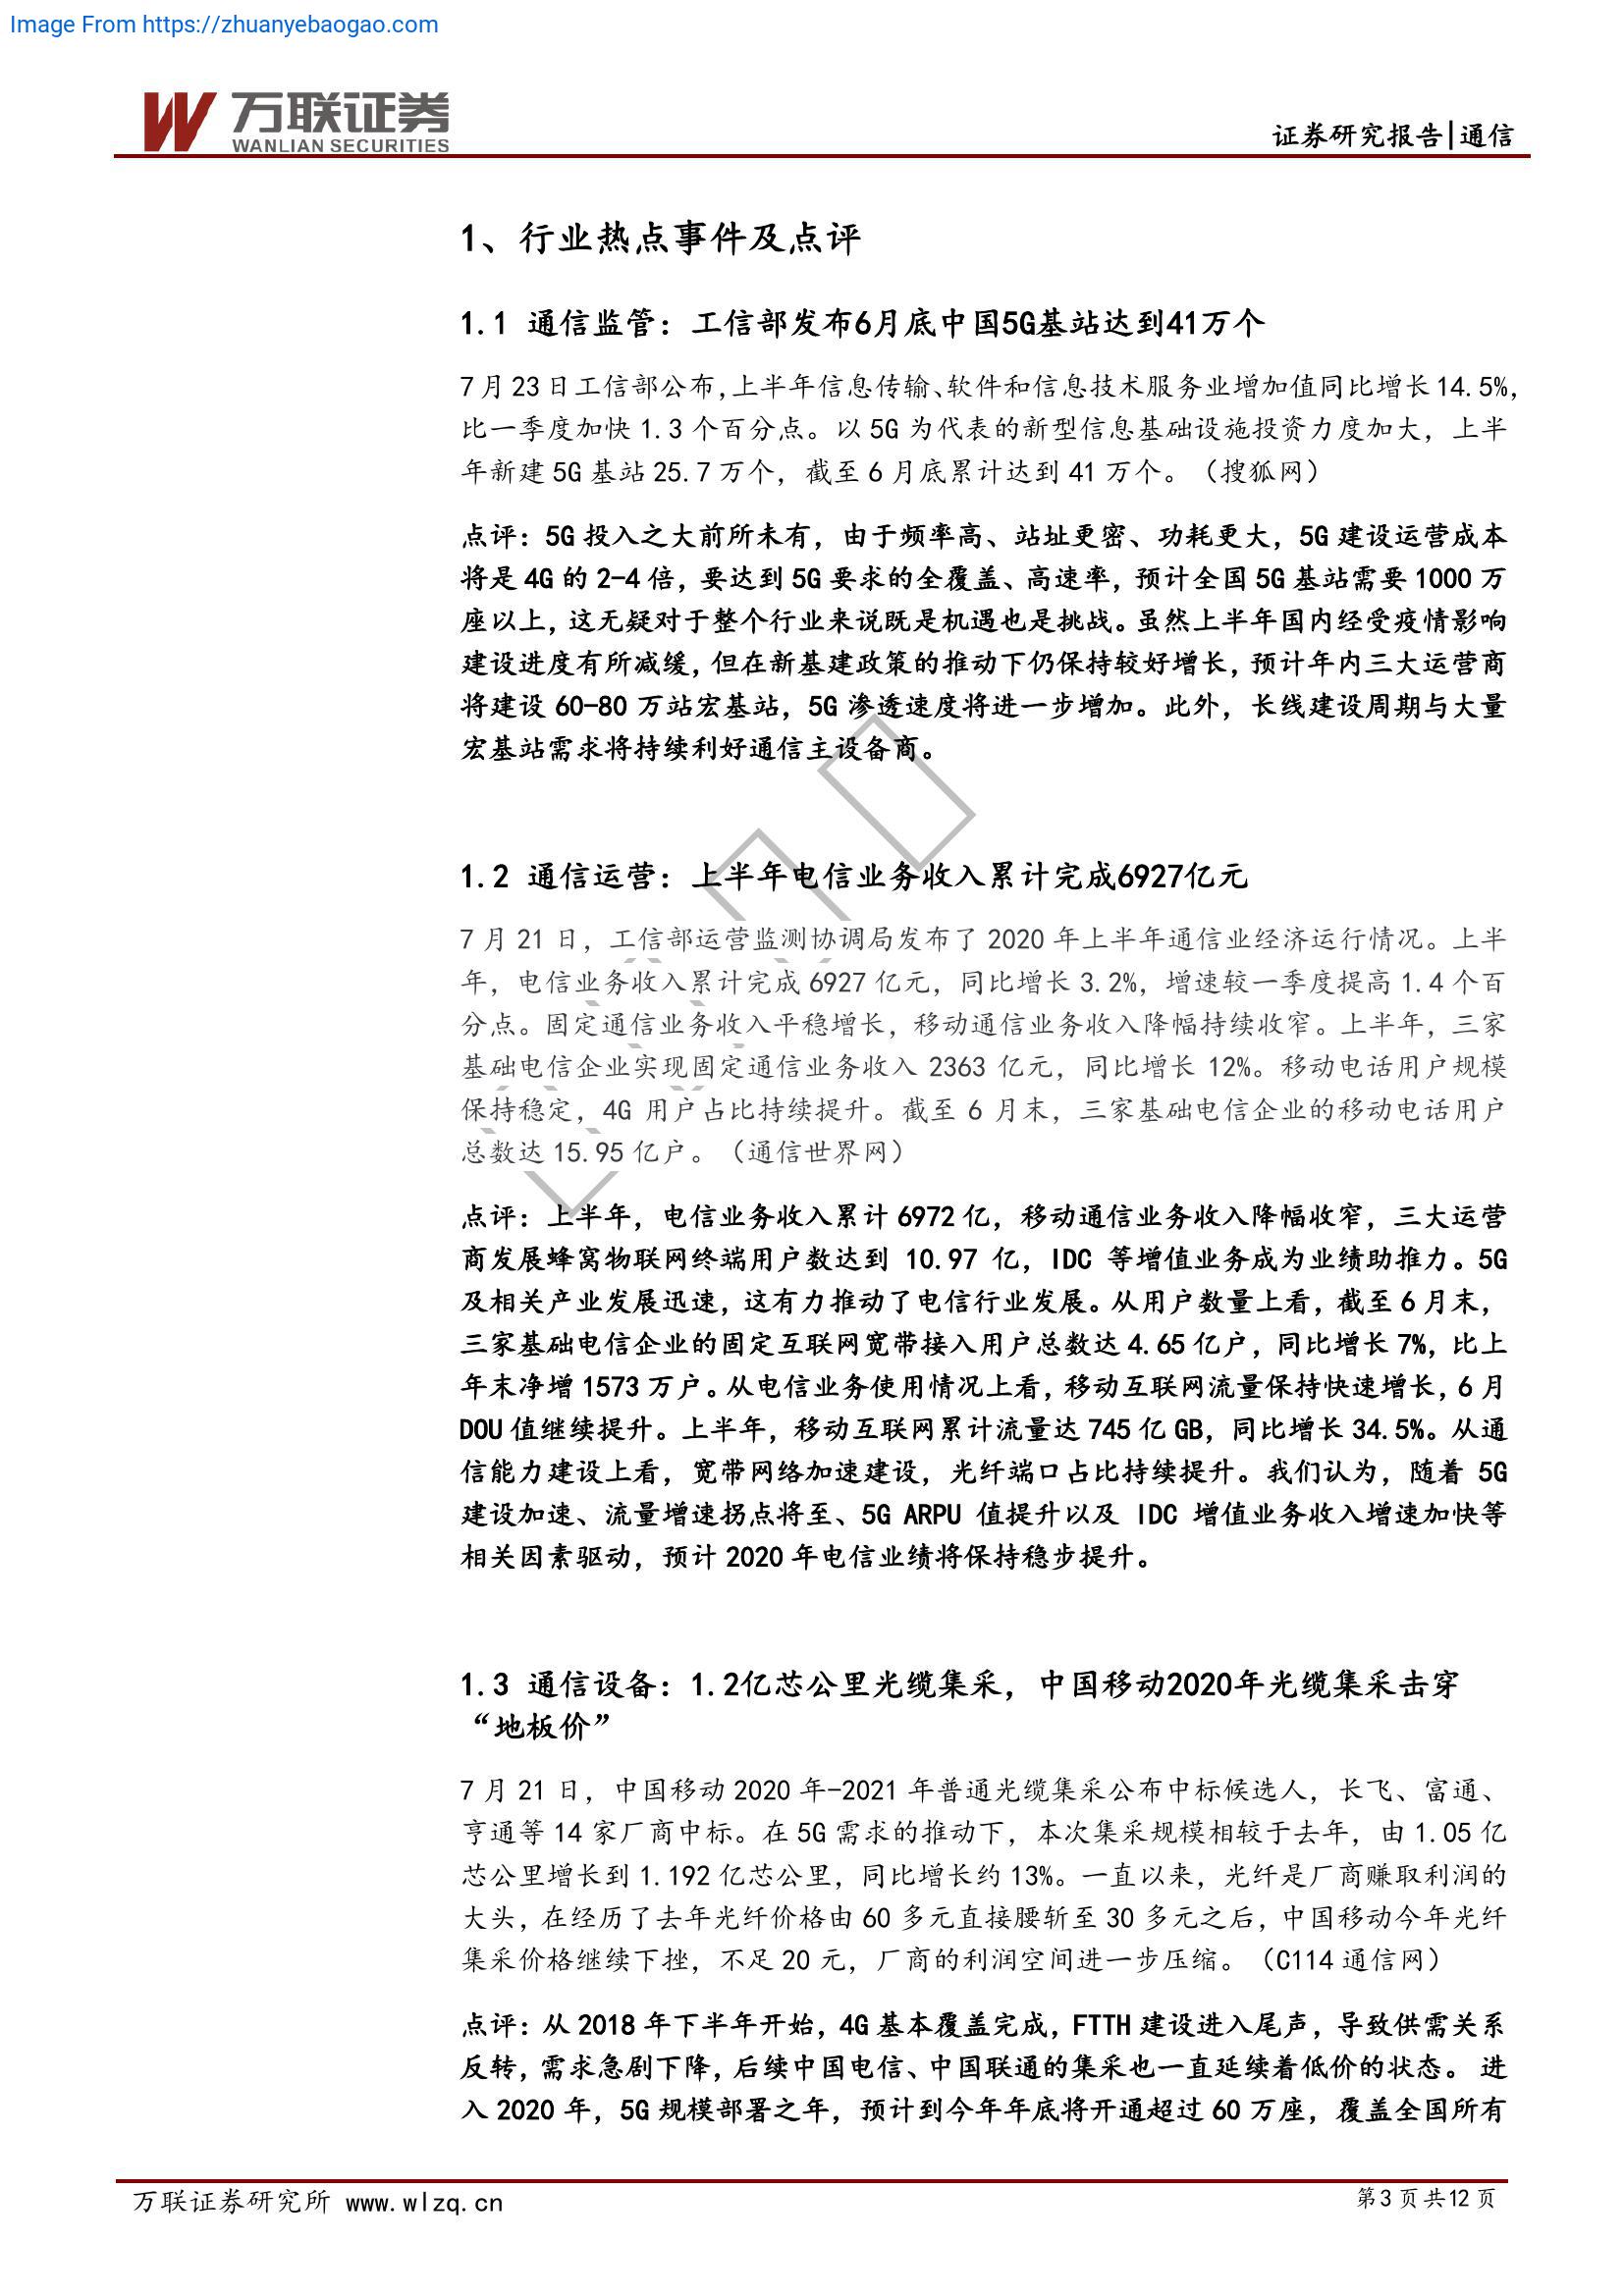 Image From https://zhuanyebaogao.com
万联证券
WANLIAN SECURITIES
证券研究报告|通信
1、行业热点事件及点评
1.1 通信监管：工信部发布6月底中国5G基站达到41万个
7月23日工信部公布，上半年信息传输、软件和信息技术服务业增加值同比增长14.5%，
比一季度加快1.3个百分点。以5G为代表的新型信息基础设施投资力度加大，上半
年新建5G基站25.7万个，截至6月底累计达到41万个。（搜狐网）
点评：5G投入之大前所未有，由于频率高、站址更密、功耗更大，5G建设运营成本
将是4G的2-4倍，要达到5G要求的全覆盖、高速率，预计全国5G基站需要1000万
座以上，这无疑对于整个行业来说既是机遇也是挑战。虽然上半年国内经受疫情影响
建设进度有所减缓，但在新基建政策的推动下仍保持较好增长，预计年内三大运营商
将建设60-80万站宏基站，5G渗透速度将进一步增加。此外，长线建设周期与大量
宏基站需求将持续利好通信主设备商。
1.2 通信运营：上半年电信业务收入累计完成6927亿元
7月21日，工信部运营监测协调局发布了2020年上半年通信业经济运行情况。上半
年，电信业务收入累计完成6927亿元，同比增长3.2%，增速较一季度提高1.4个百
分点。固定通信业务收入平稳增长，移动通信业务收入降幅持续收窄。上半年，三家
基础电信企业实现固定通信业务收入2363亿元，同比增长12%。移动电话用户规模
保持稳定，4G用户占比持续提升。截至6月末，三家基础电信企业的移动电话用户
总数达15.95亿户。（通信世界网）
点评：上半年，电信业务收入累计6972亿，移动通信业务收入降幅收窄，三大运营
商发展蜂窝物联网终端用户数达到 10.97 亿，IDC 等增值业务成为业绩助推力。5G
及相关产业发展迅速，这有力推动了电信行业发展。从用户数量上看，截至6月末，
三家基础电信企业的固定互联网宽带接入用户总数达4.65亿户，同比增长7%，比上
年末净增1573万户。从电信业务使用情况上看，移动互联网流量保持快速增长，6月
DOU值继续提升。上半年，移动互联网累计流量达745亿GB，同比增长34.5%。从通
信能力建设上看，宽带网络加速建设，光纤端口占比持续提升。我们认为，随着 5G
建设加速、流量增速拐点将至、5G ARPU 值提升以及 IDC 增值业务收入增速加快等
相关因素驱动，预计2020年电信业绩将保持稳步提升。
1.3 通信设备：1.2亿芯公里光缆集采，中国移动2020年光缆集采击穿
“地板价”
7月21日，中国移动2020年-2021年普通光缆集采公布中标候选人，长飞、富通、
亨通等14家厂商中标。在5G需求的推动下，本次集采规模相较于去年，由1.05亿
芯公里增长到1.192亿芯公里，同比增长约13%。一直以来，光纤是厂商赚取利润的
大头，在经历了去年光纤价格由60多元直接腰斩至30多元之后，中国移动今年光纤
集采价格继续下挫，不足20元，厂商的利润空间进一步压缩。（C114通信网）
点评：从2018年下半年开始，4G基本覆盖完成，FTTH建设进入尾声，导致供需关系
反转，需求急剧下降，后续中国电信、中国联通的集采也一直延续着低价的状态。 进
入2020年，5G规模部署之年，预计到今年年底将开通超过60万座，覆盖全国所有
万联证券研究所 www.wlzq.cn
第3页共12页